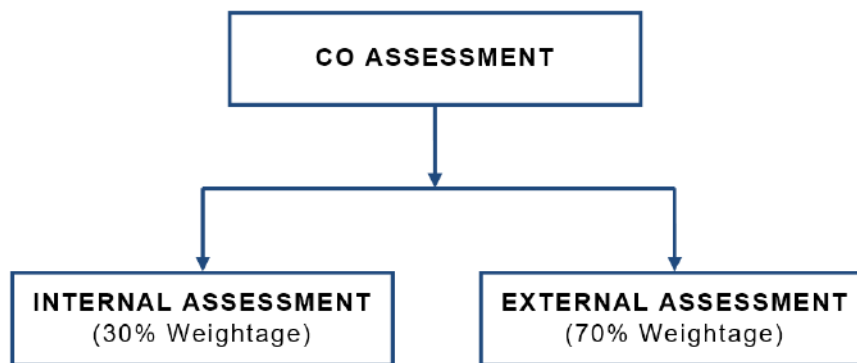 CO ASSESSMENT
INTERNAL ASSESSMENT
(30% Weightage)
EXTERNAL ASSESSMENT
(70% Weightage)